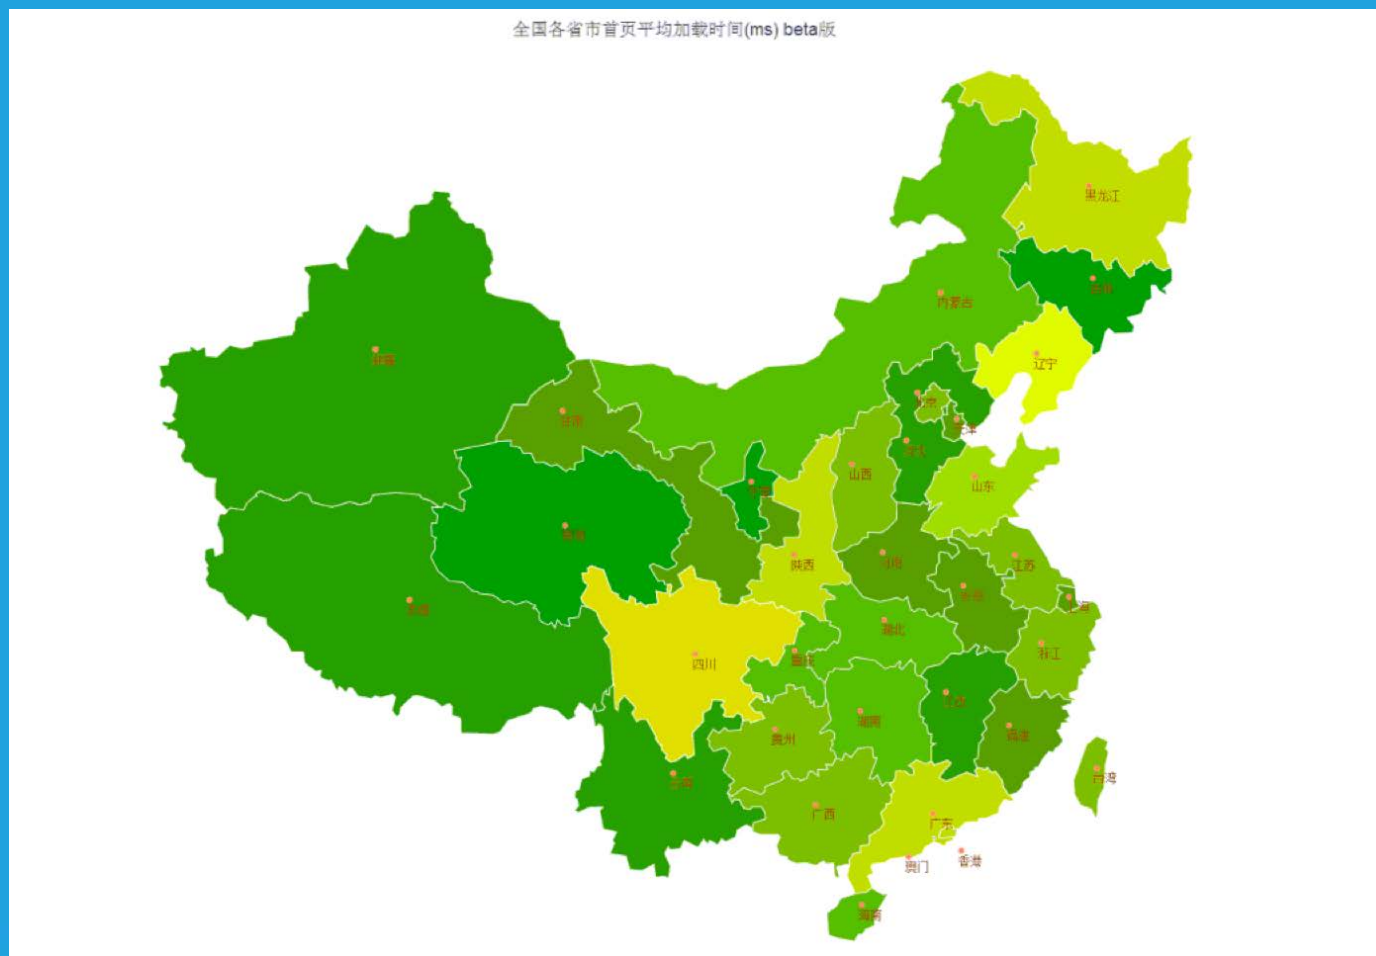 全国各省市首页平均加载时间(ms) beta版
黑龙江
吉林
内蒙古
辽宁
新疆
北京
甘肃
天津
河北
山西
山东
宁夏
青海
河南
江苏
陕西
安徽
西藏
上海
湖北
浙江
重庆
四川
江西
湖南
福建
贵州
台湾
云南
广西
广东
香港
澳门
海南